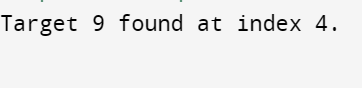 Target 9 found at index 4.